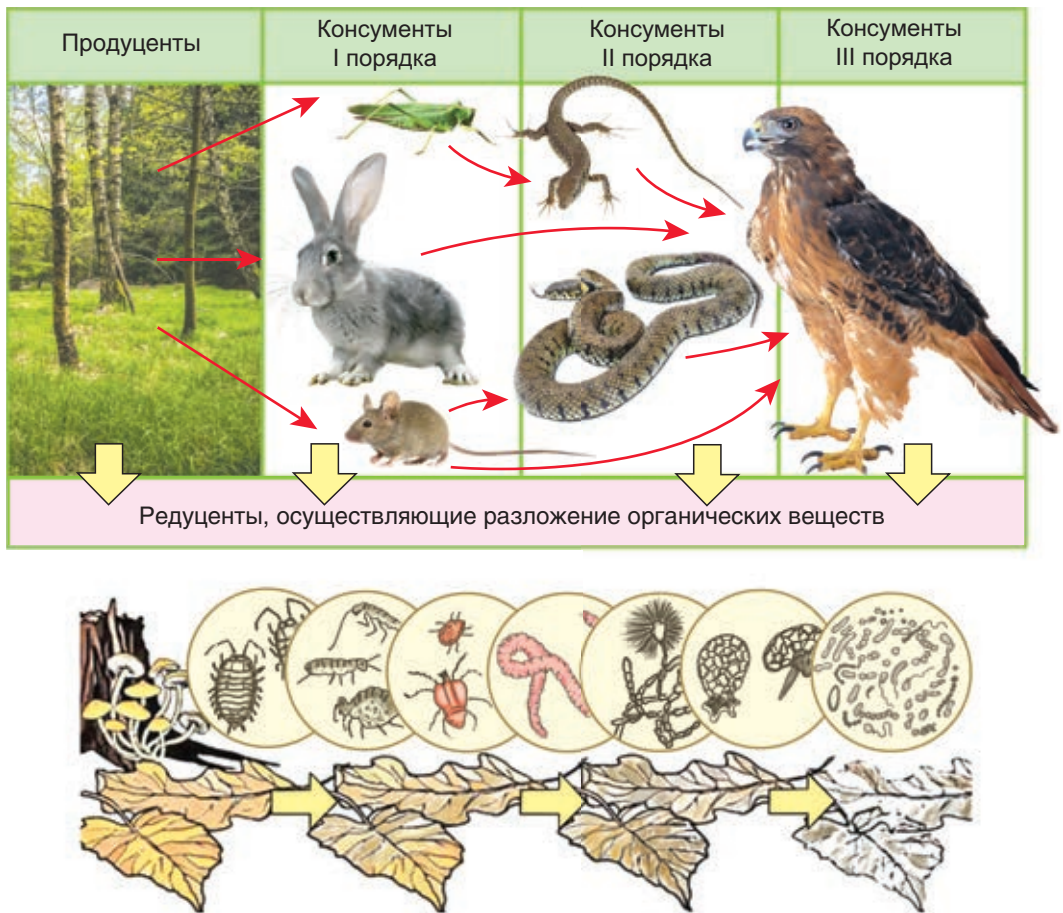 Продуценты
Консументы
I порядка
Консументы
II порядка
Консументы
III порядка
Редуценты, осуществляющие разложение органических веществ